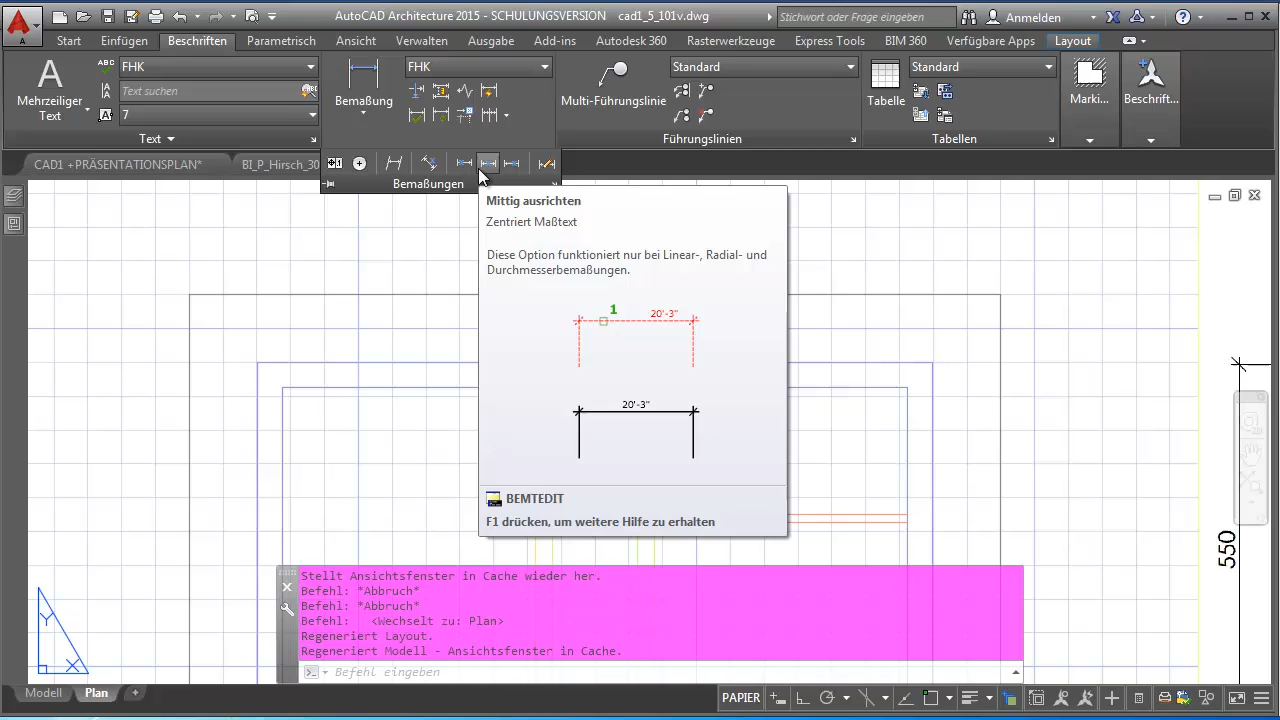 AutoCAD Architecture 2015 - SCHULUNGSVERSION cad1_5_101v.dwg
Stichwort oder Frage eingeben
Anmelden
A
Start Einfügen Beschriften Parametrisch Ansicht Verwalten Ausgabe Add-ins Autodesk 360 Rasterwerkzeuge Express Tools BIM 360 Verfügbare Apps Layout
A ABC FHK FHK Standard Standard
Mehrzeiliger Text
Text suchen
7
Bemaßung
Multi-Führungslinie
Tabelle
Marki...
Beschrift...
Text Führungslinien Tabellen
CAD1 +PRÄSENTATIONSPLAN* BI_P_Hirsch_30
Bemaßungen
Mittig ausrichten
Zentriert Maßtext
Diese Option funktioniert nur bei Linear-, Radial- und
Durchmesserbemaßungen.
1
20'-3"
20'-3"
BEMTEDIT
F1 drücken, um weitere Hilfe zu erhalten
550
Stellt Ansichtsfenster in Cache wieder her.
Befehl: *Abbruch*
Befehl: *Abbruch*
Befehl: <Wechselt zu: Plan>
Regeneriert Layout.
Regeneriert Modell - Ansichtsfenster in Cache.
Befehl eingeben
Y
X
Modell Plan +
PAPIER